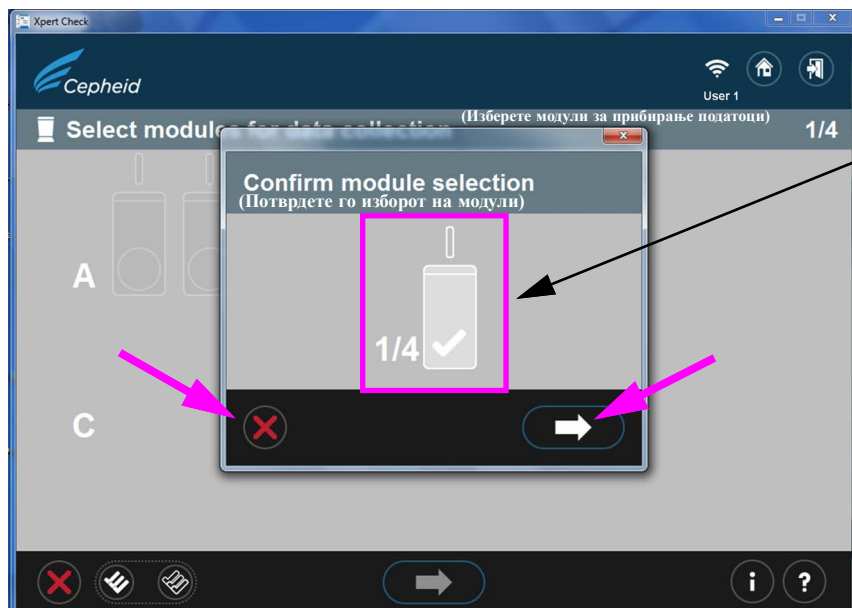 Xpert Check
Cepheid
User 1
Select modules for data collection
(Изберете модули за прибирање податоци)
1/4
Confirm module selection
(Потврдете го изборот на модули)
A
1/4
C
i ?